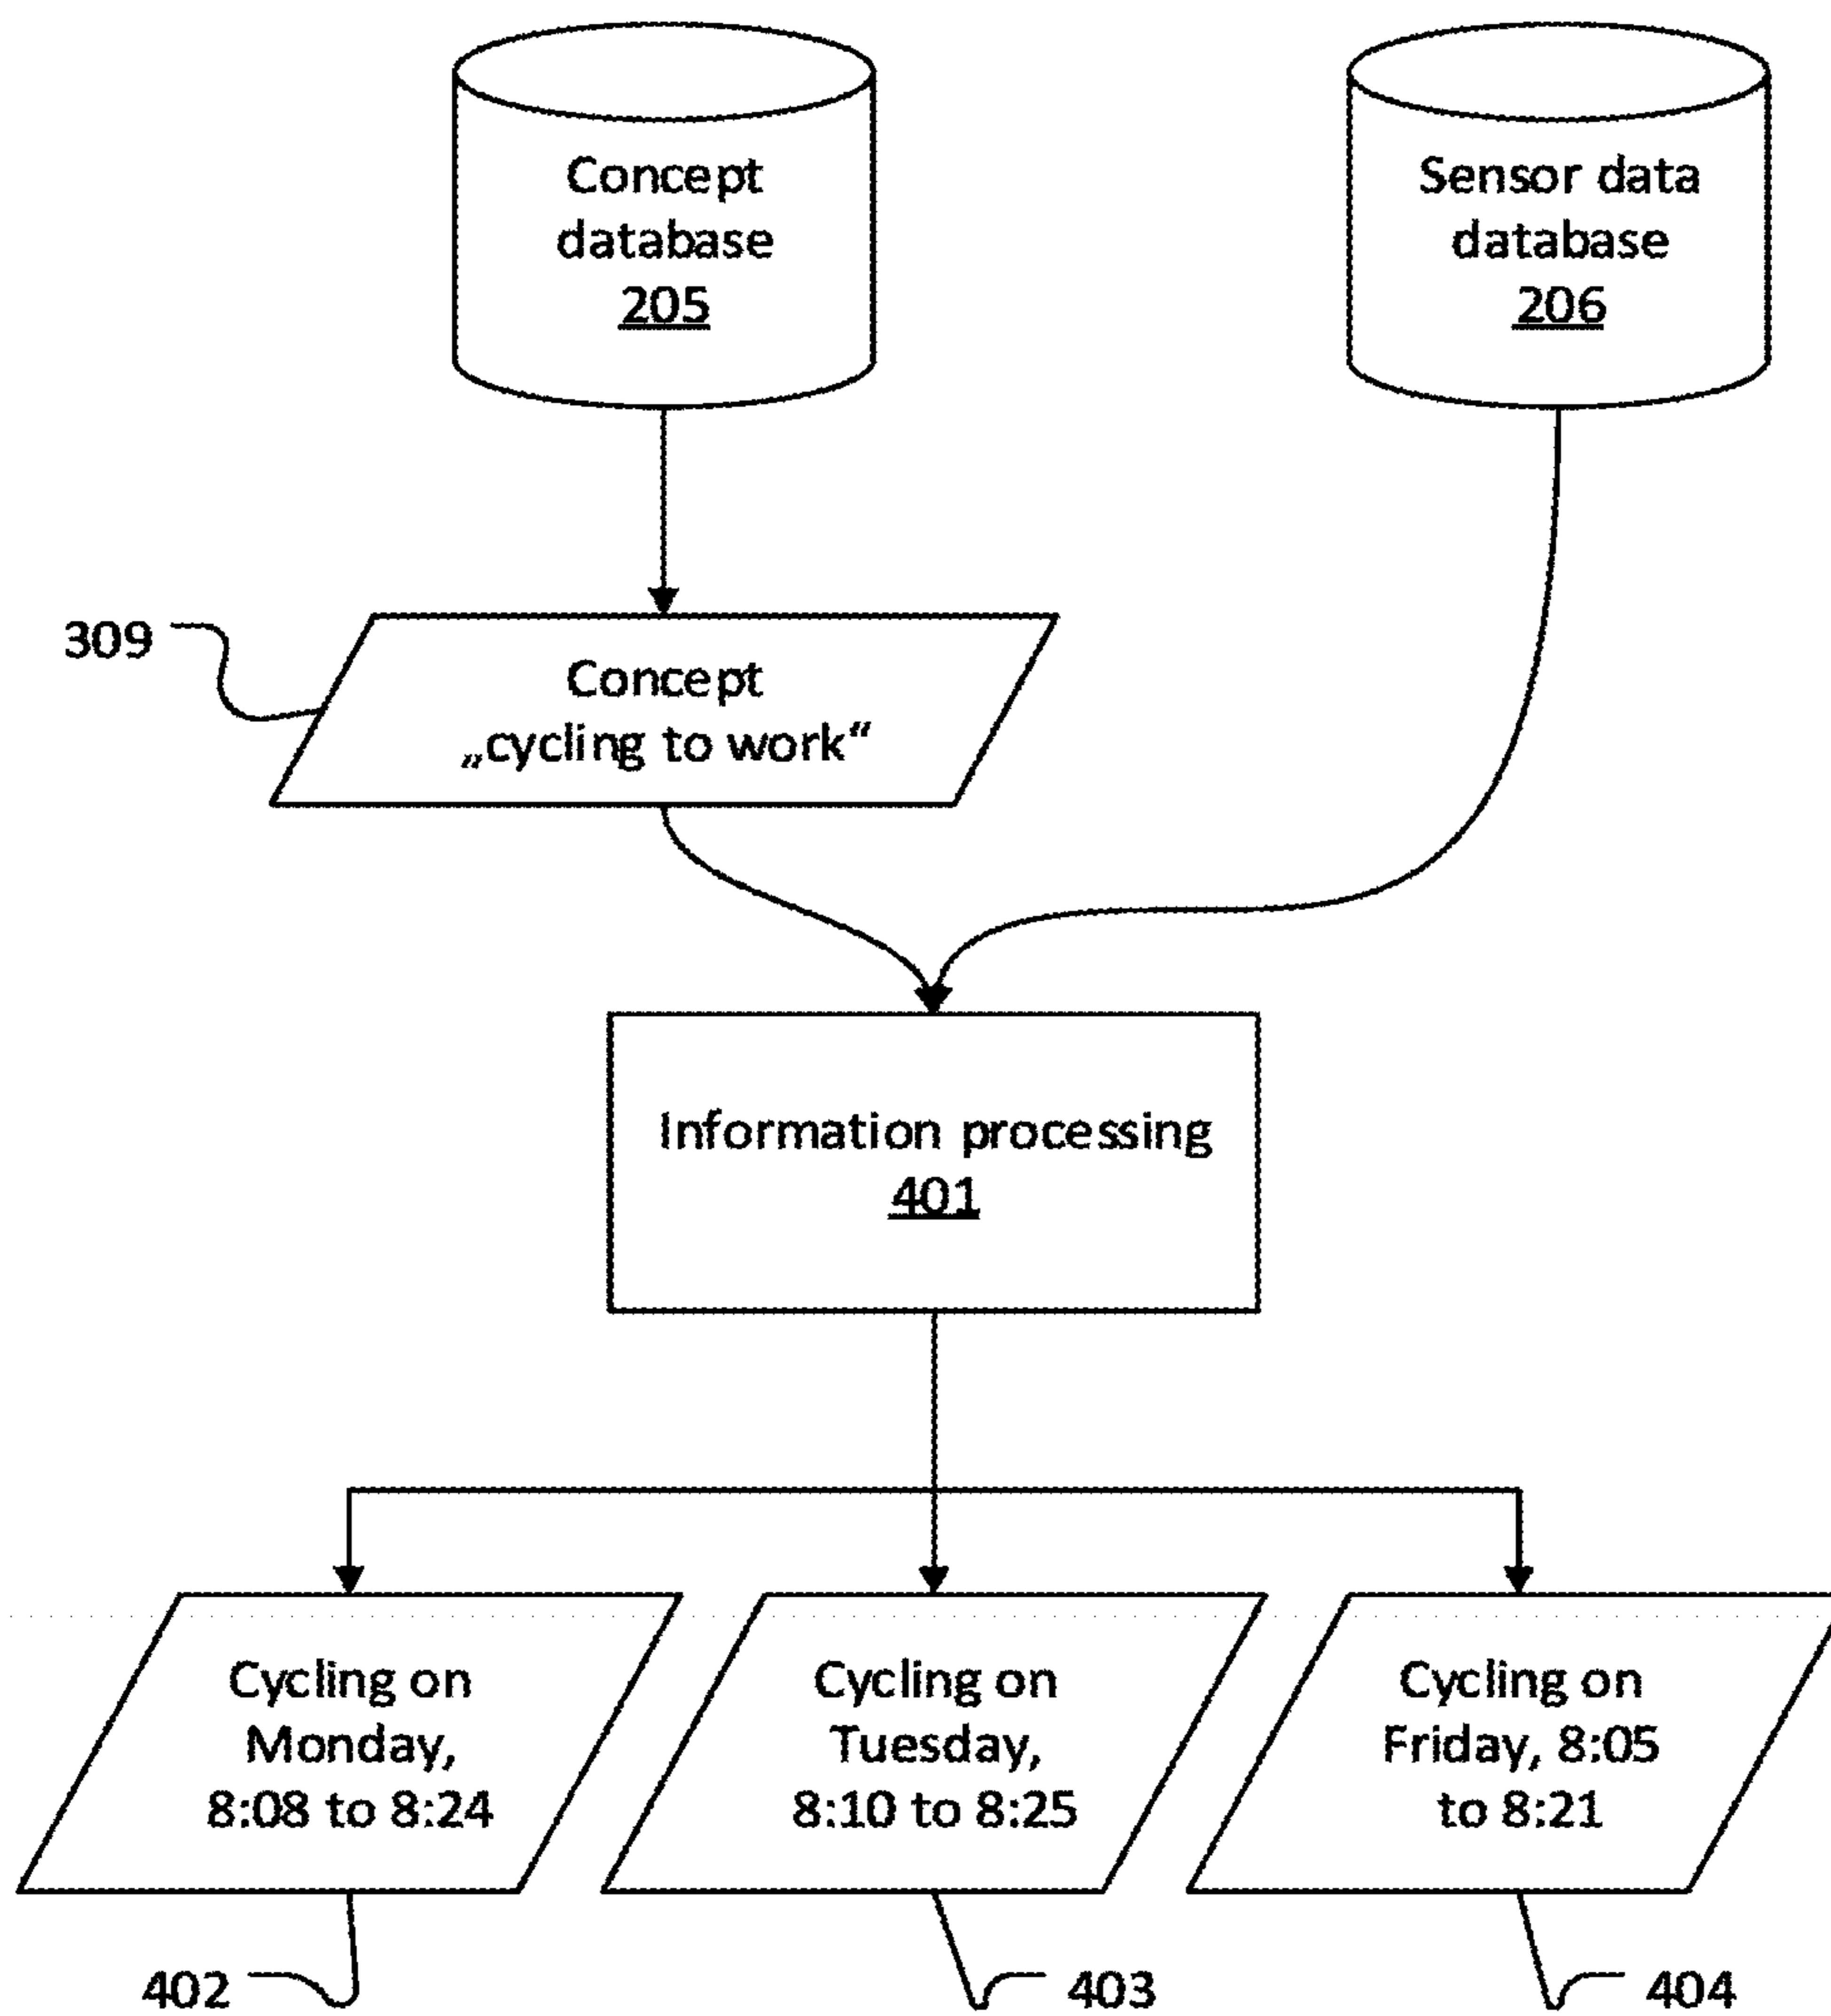 Concept
database
205
Sensor data
database
206
309
Concept
„cycling to work“
Information processing
401
Cycling on
Monday,
8:08 to 8:24
Cycling on
Tuesday,
8:10 to 8:25
Cycling on
Friday, 8:05
to 8:21
402
403
404